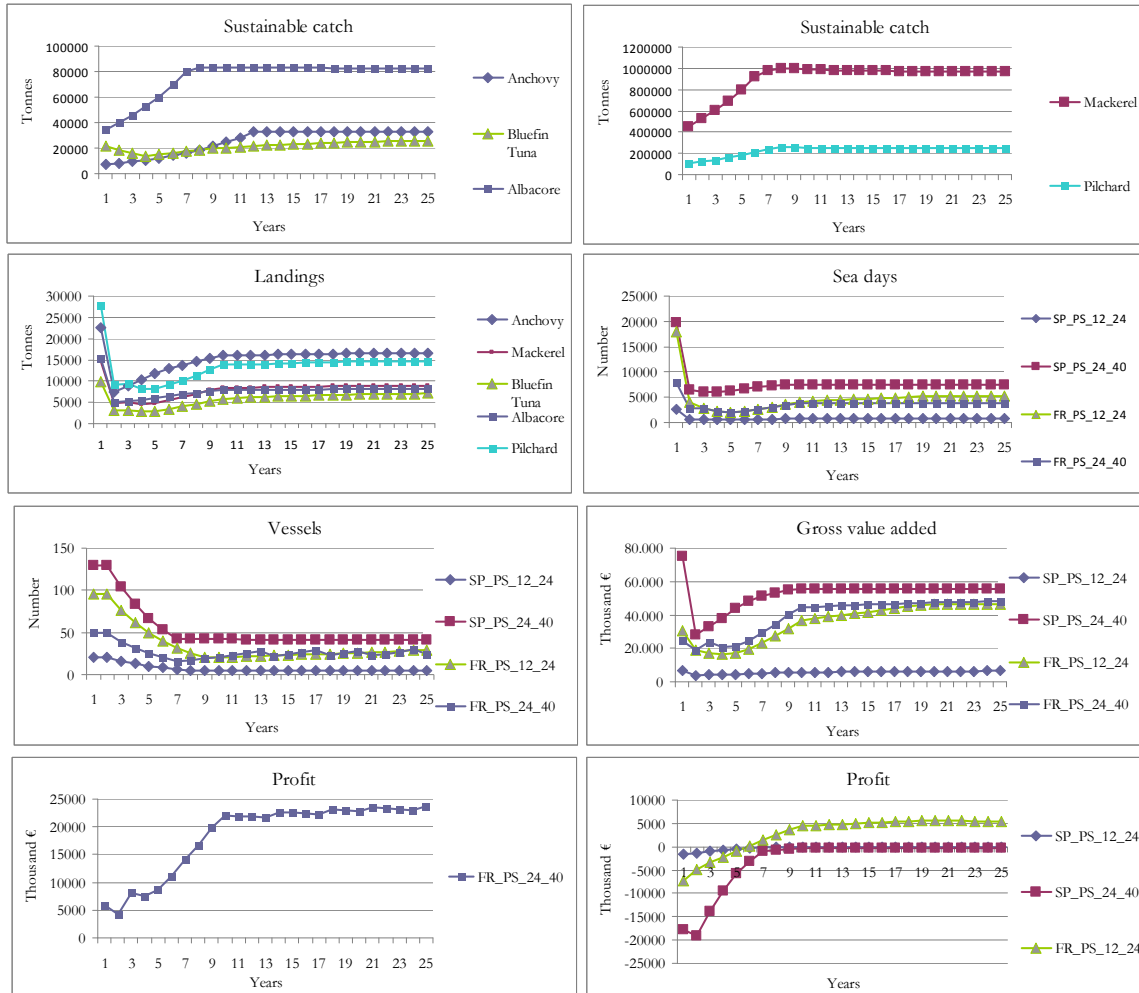 Sustainable catch
Tonnes
100000
80000
60000
40000
20000
0
1 3 5 7 9 11 13 15 17 19 21 23 25
Years
Anchovy
Bluefin
Tuna
Albacore
Sustainable catch
Tonnes
1200000
1000000
800000
600000
400000
200000
0
1 3 5 7 9 11 13 15 17 19 21 23 25
Years
Mackerel
Pilchard
Landings
Tonnes
30000
25000
20000
15000
10000
5000
0
1 3 5 7 9 11 13 15 17 19 21 23 25
Years
Anchovy
Mackerel
Bluefin
Tuna
Albacore
Pilchard
Sea days
Number
25000
20000
15000
10000
5000
0
1 3 5 7 9 11 13 15 17 19 21 23 25
Years
SP_PS_12_24
SP_PS_24_40
FR_PS_12_24
FR_PS_24_40
Vessels
Number
150
100
50
0
1 3 5 7 9 11 13 15 17 19 21 23 25
Years
SP_PS_12_24
SP_PS_24_40
FR_PS_12_24
FR_PS_24_40
Gross value added
Thousand €
80.000
60.000
40.000
20.000
0
1 3 5 7 9 11 13 15 17 19 21 23 25
Years
SP_PS_12_24
SP_PS_24_40
FR_PS_12_24
FR_PS_24_40
Profit
Thousand €
25000
20000
15000
10000
5000
0
1 3 5 7 9 11 13 15 17 19 21 23 25
Years
FR_PS_24_40
Profit
Thousand €
10000
5000
0
-5000
-10000
-15000
-20000
-25000
1 3 5 7 9 11 13 15 17 19 21 23 25
Years
SP_PS_12_24
SP_PS_24_40
FR_PS_12_24